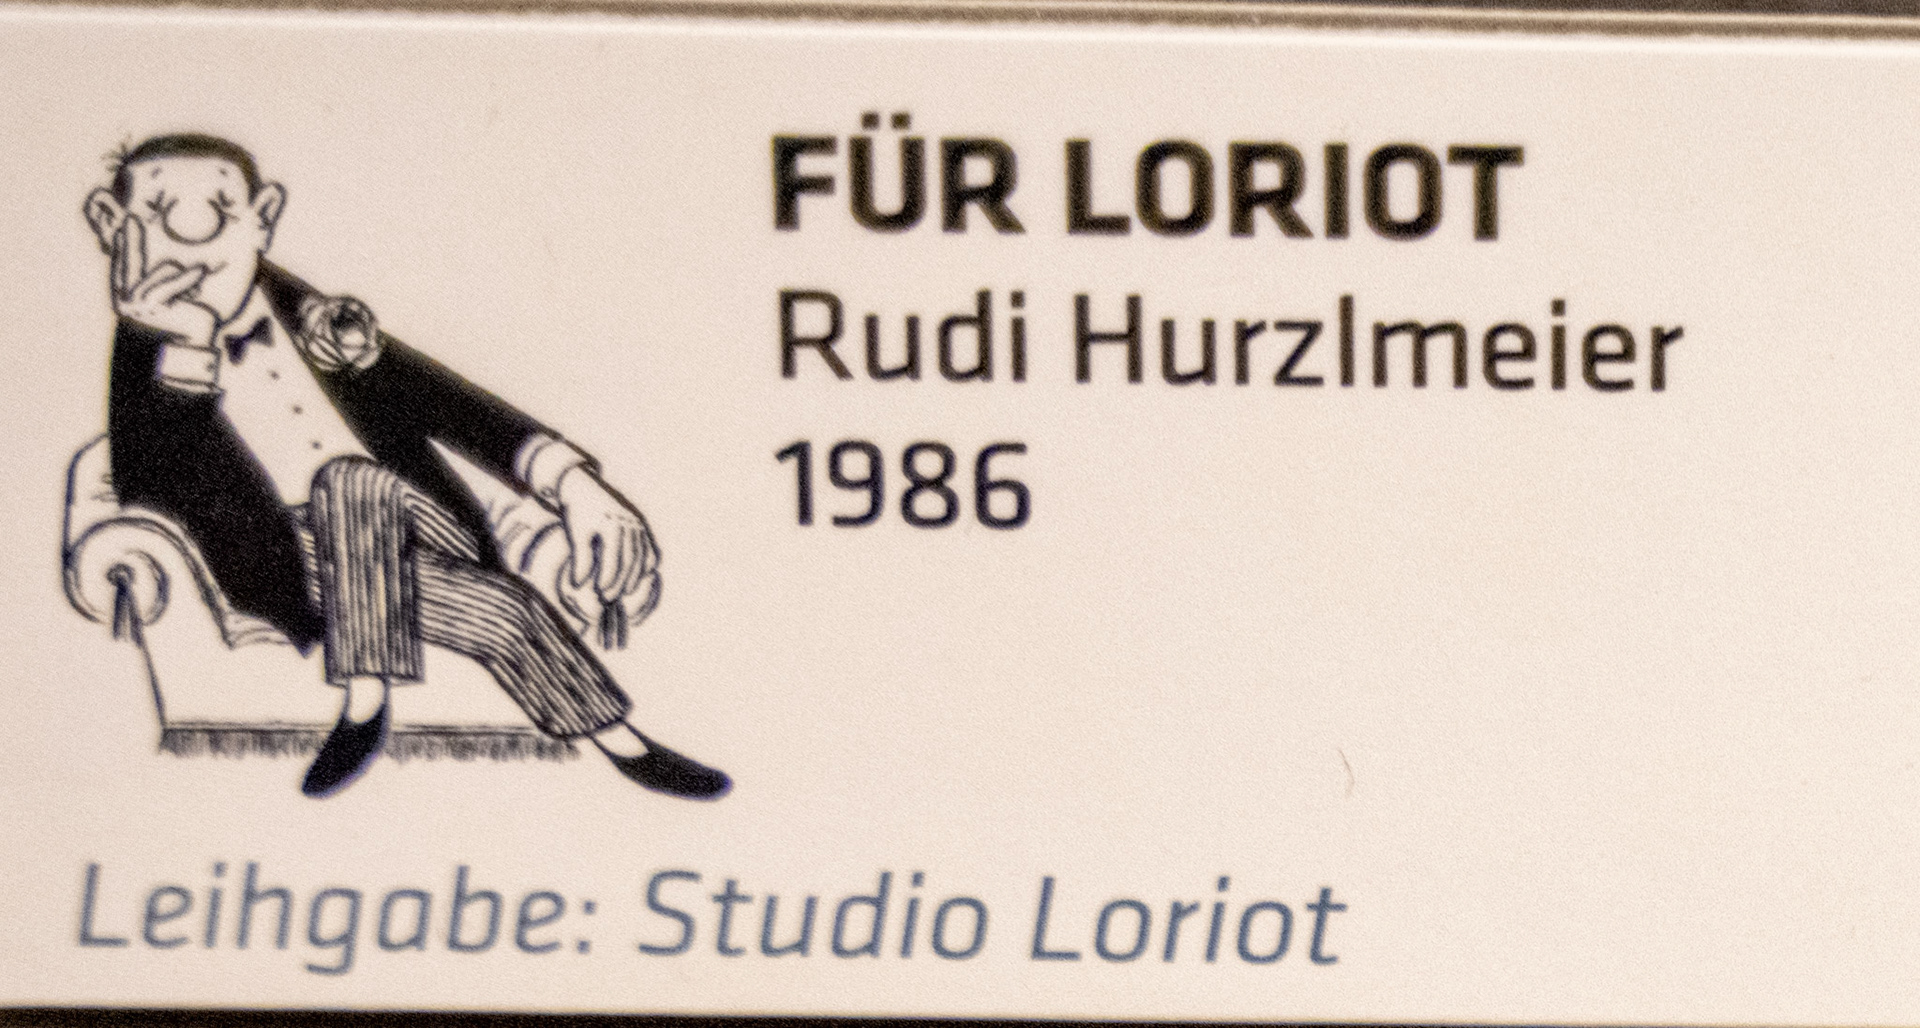 FÜR LORIOT
Rudi Hurzlmeier
1986
Leihgabe: Studio Loriot